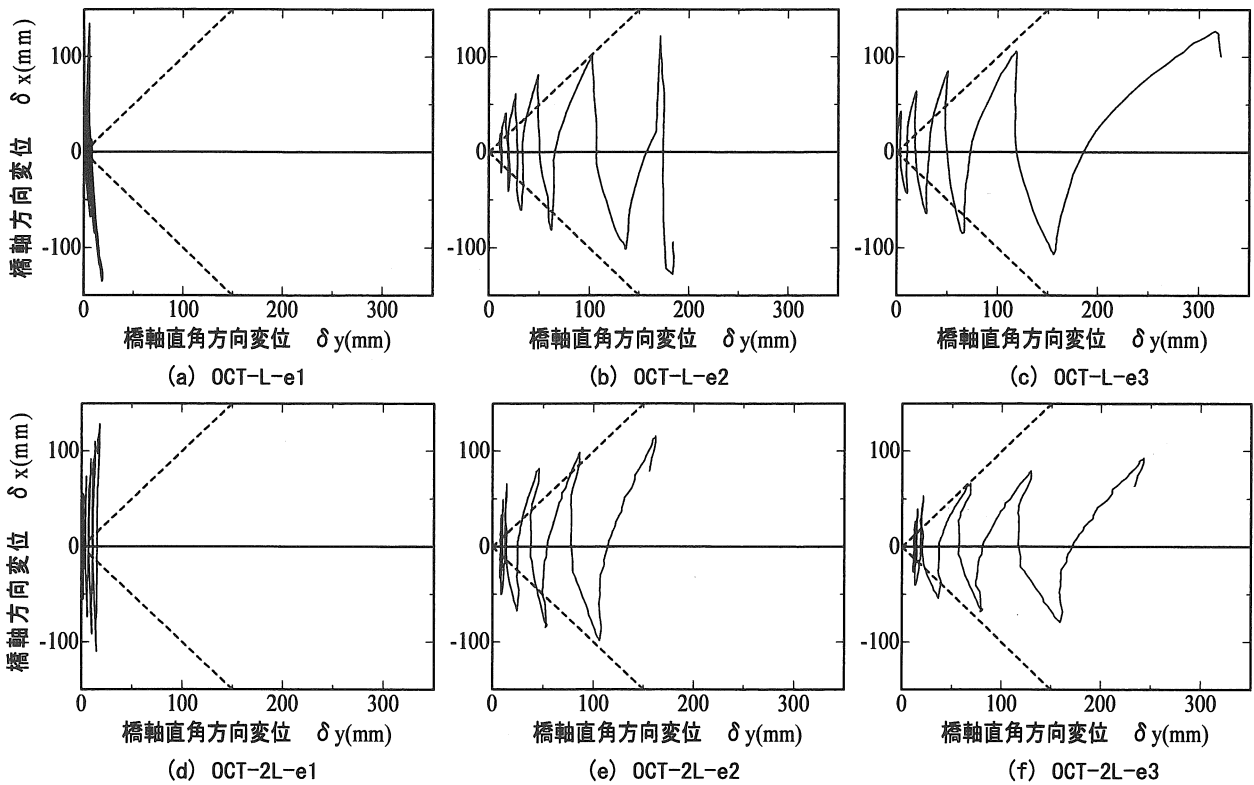 橋軸方向変位 δx(mm)
100
0
-100
0 100 200 300
橋軸直角方向変位 δy(mm)
(a) OCT-L-e1
0 100 200 300
橋軸直角方向変位 δy(mm)
(b) OCT-L-e2
0 100 200 300
橋軸直角方向変位 δy(mm)
(c) OCT-L-e3
橋軸方向変位 δx(mm)
100
0
-100
0 100 200 300
橋軸直角方向変位 δy(mm)
(d) OCT-2L-e1
100
0
-100
0 100 200 300
橋軸直角方向変位 δy(mm)
(e) OCT-2L-e2
100
0
-100
0 100 200 300
橋軸直角方向変位 δy(mm)
(f) OCT-2L-e3